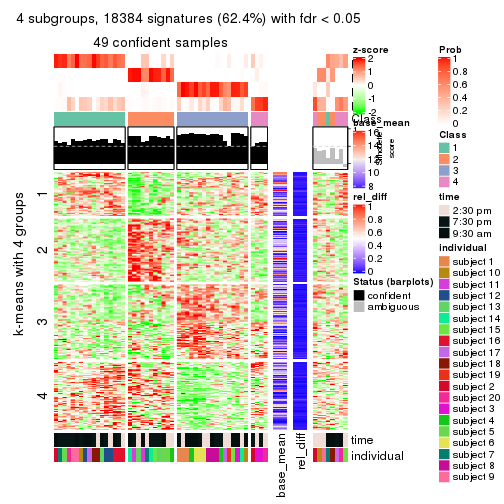 4 subgroups, 18384 signatures (62.4%) with fdr < 0.05
49 confident samples
k-means with 4 groups
1
2
3
4
base_mean
rel_diff
time
individual
z-score
2
1
0
-1
-2
Class
base_mean
16
14
12
10
8
score
rel_diff
1
0.8
0.6
0.4
0.2
0
Status (barplots)
confident
ambiguous
Prob
1
0.8
0.6
0.4
0.2
0
Class
1
2
3
4
time
2:30 pm
7:30 pm
9:30 am
individual
subject 1
subject 10
subject 11
subject 12
subject 13
subject 14
subject 15
subject 16
subject 17
subject 18
subject 19
subject 2
subject 20
subject 3
subject 4
subject 5
subject 6
subject 7
subject 8
subject 9